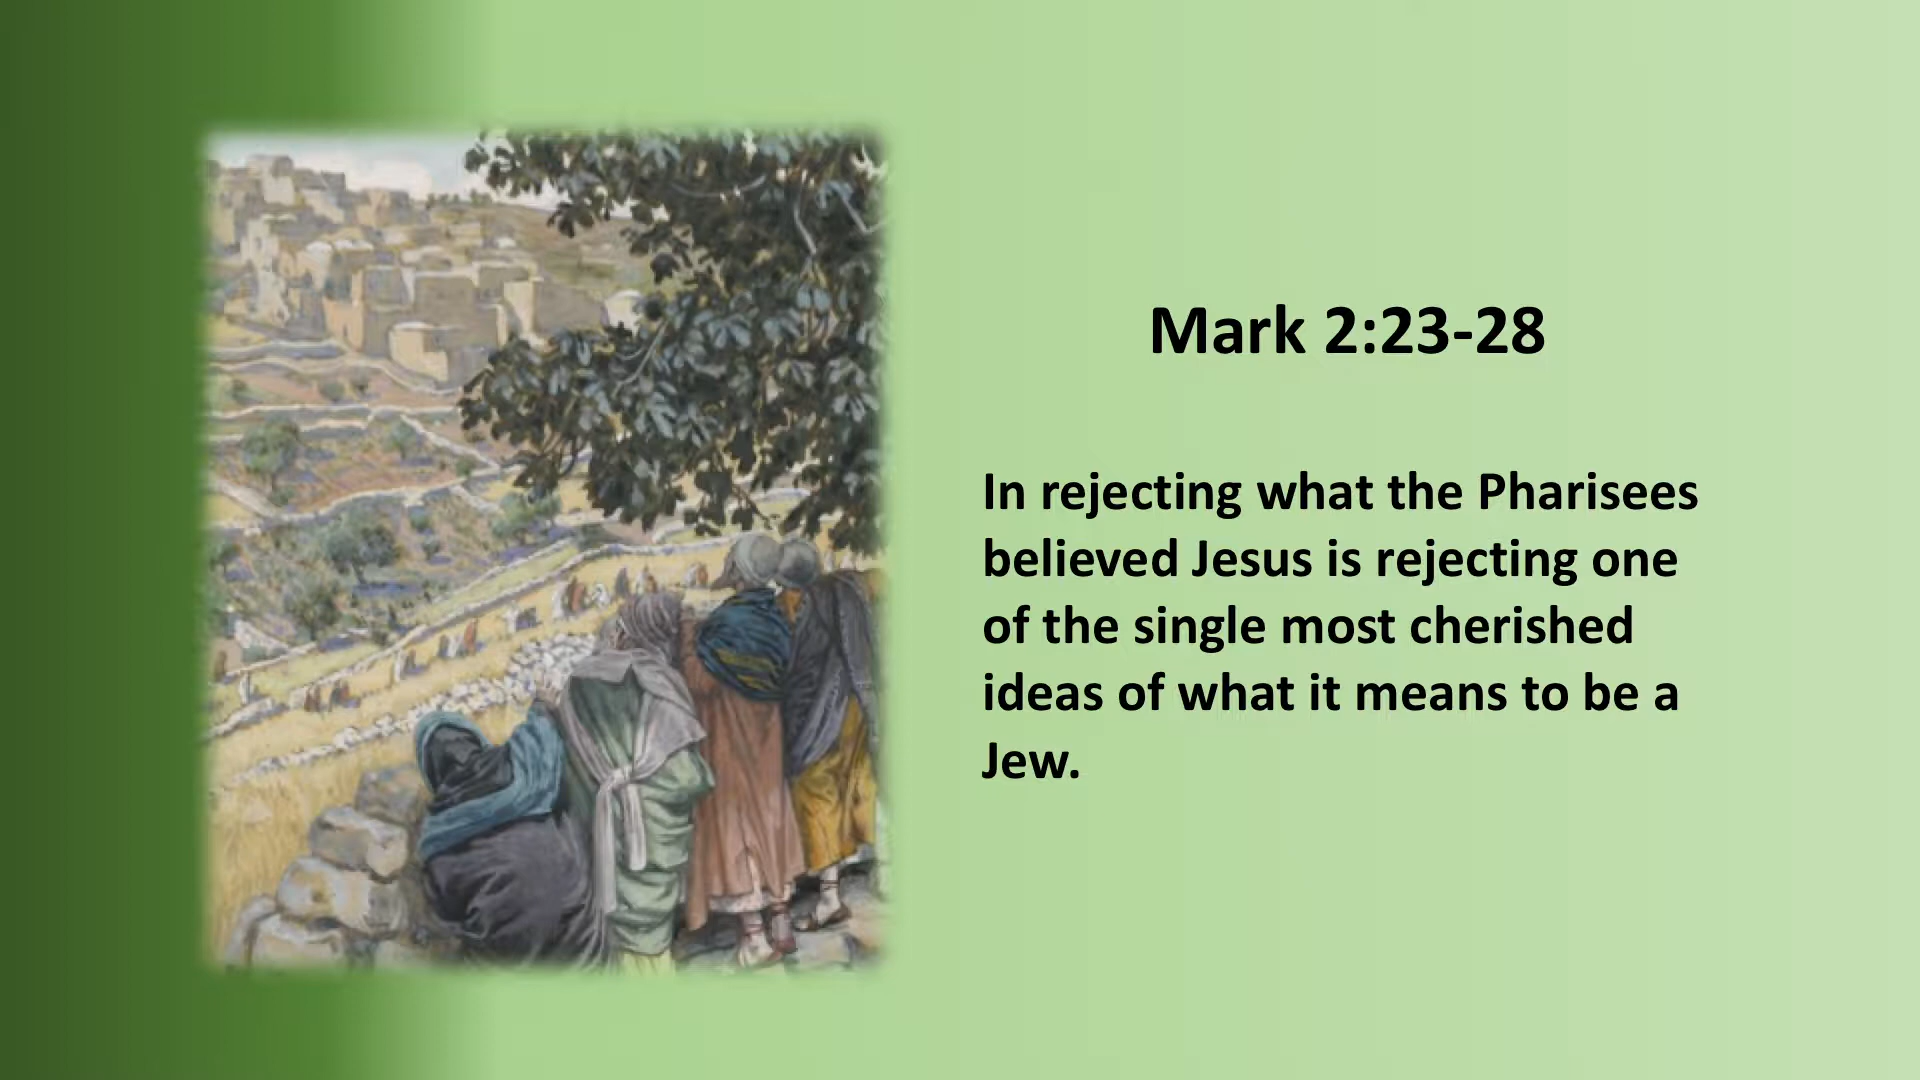 Mark 2:23-28
In rejecting what the Pharisees
believed Jesus is rejecting one
of the single most cherished
ideas of what it means to be a
Jew.